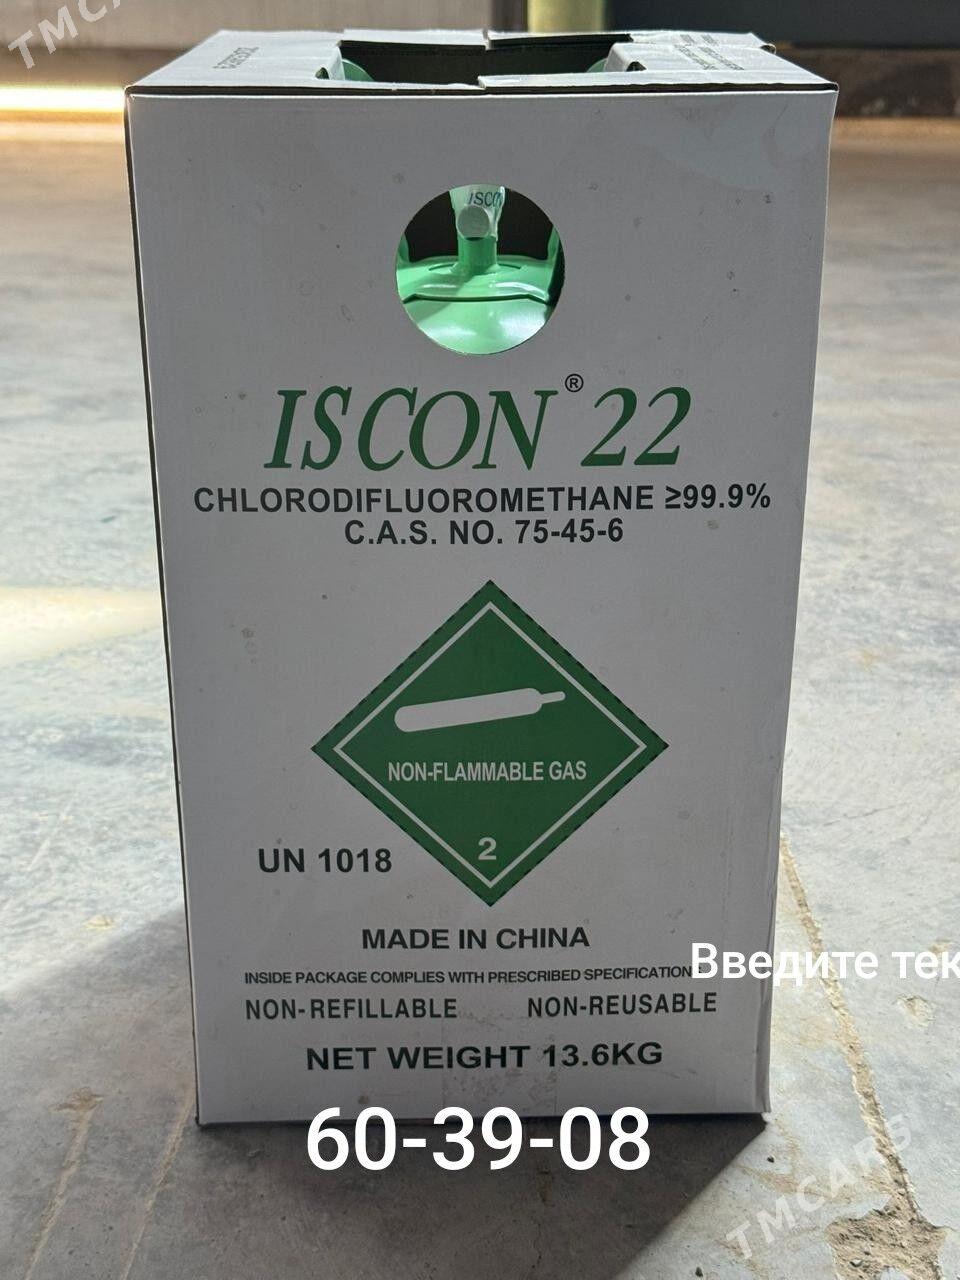 TMCA
ISCO
ISCON® 22
CHLORODIFLUOROMETHANE ≥99.9%
C.A.S. NO. 75-45-6
NON-FLAMMABLE GAS
2
UN 1018
MADE IN CHINA
Введите тек
INSIDE PACKAGE COMPLIES WITH PRESCRIBED SPECIFICATION
NON-REFILLABLE NON-REUSABLE
NET WEIGHT 13.6KG
60-39-08
TMCARS